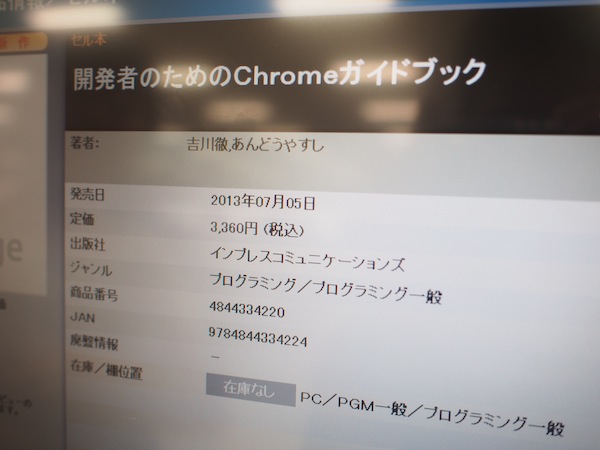 新作
セル本
開発者のためのChromeガイドブック
著者: 吉川徹,あんどうやすし
発売日 2013年07月05日
定価 3,360円 (税込)
出版社 インプレスコミュニケーションズ
ジャンル プログラミング／プログラミング一般
商品番号 4844334220
JAN 9784844334224
廃盤情報 －
在庫／棚位置 在庫なし PC／PGM一般／プログラミング一般